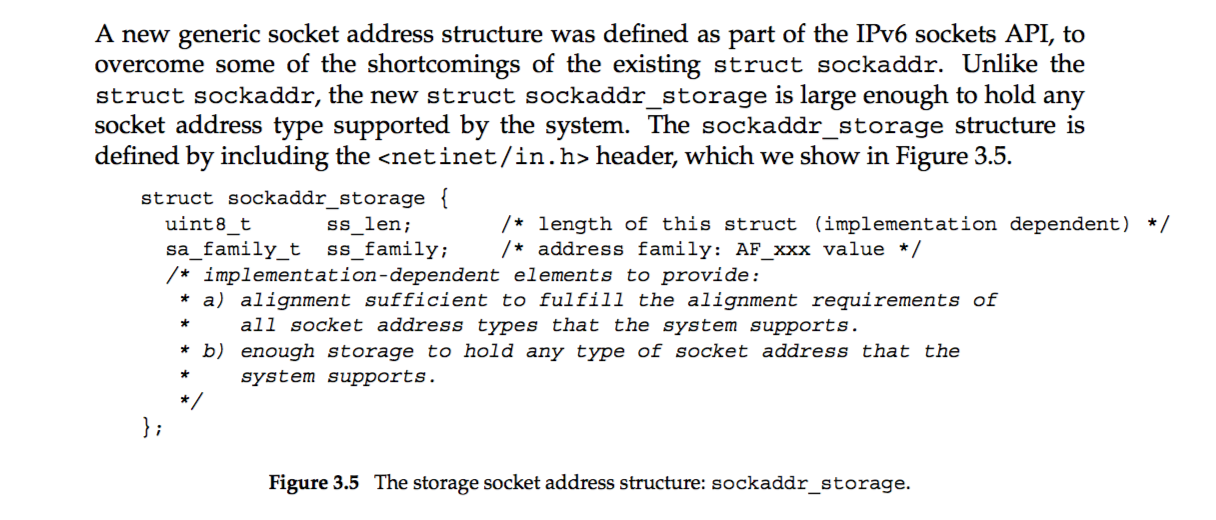 A new generic socket address structure was defined as part of the IPv6 sockets API, to
overcome some of the shortcomings of the existing struct sockaddr. Unlike the
struct sockaddr, the new struct sockaddr_storage is large enough to hold any
socket address type supported by the system. The sockaddr_storage structure is
defined by including the <netinet/in.h> header, which we show in Figure 3.5.
struct sockaddr_storage {
  uint8_t      ss_len;       /* length of this struct (implementation dependent) */
  sa_family_t  ss_family;    /* address family: AF_xxx value */
  /* implementation-dependent elements to provide:
   * a) alignment sufficient to fulfill the alignment requirements of
   *    all socket address types that the system supports.
   * b) enough storage to hold any type of socket address that the
   *    system supports.
   */
};
Figure 3.5 The storage socket address structure: sockaddr_storage.